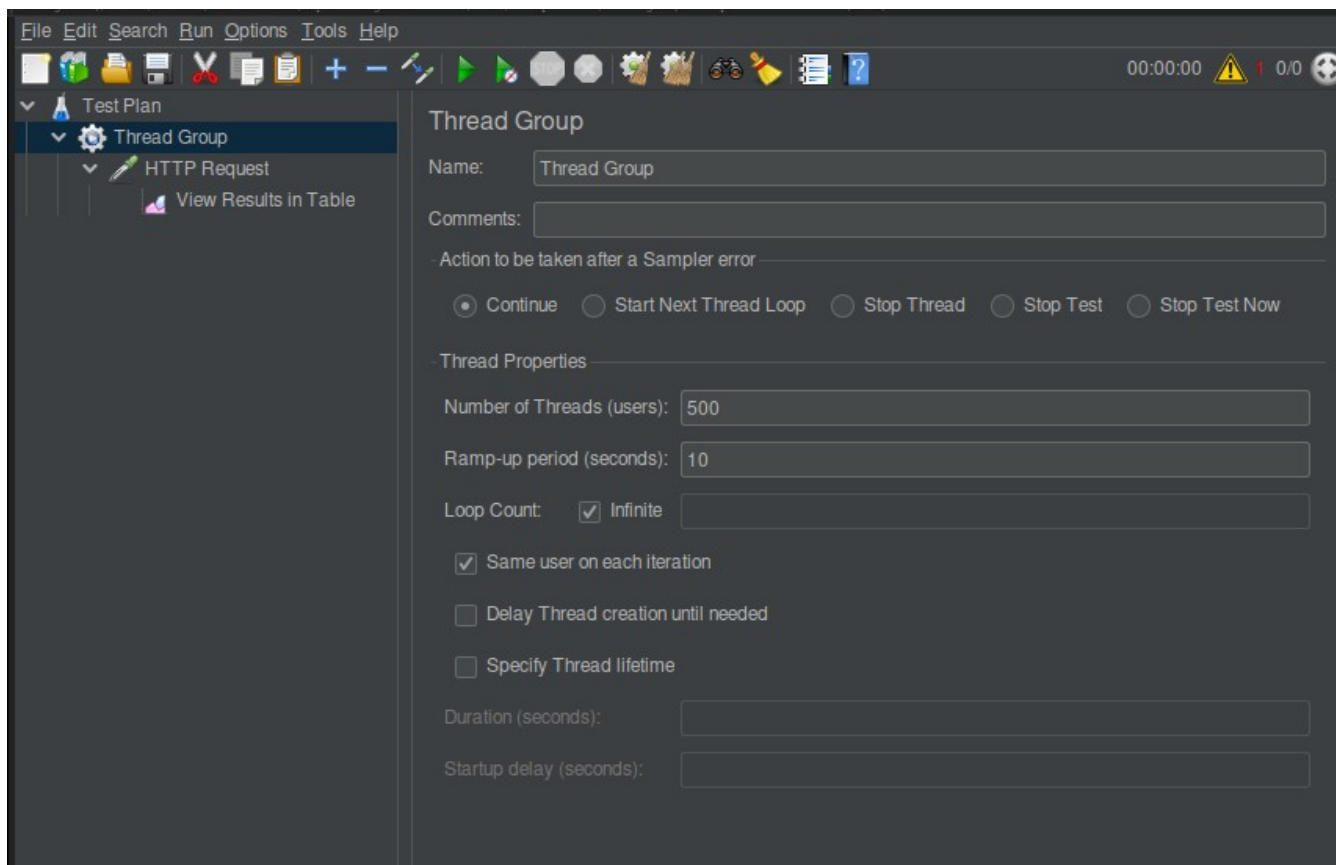 File Edit Search Run Options Tools Help
STOP
00:00:00 1 0/0
Test Plan
Thread Group
HTTP Request
View Results in Table
Thread Group
Name: Thread Group
Comments:
Action to be taken after a Sampler error
Continue Start Next Thread Loop Stop Thread Stop Test Stop Test Now
Thread Properties
Number of Threads (users): 500
Ramp-up period (seconds): 10
Loop Count: Infinite
Same user on each iteration
Delay Thread creation until needed
Specify Thread lifetime
Duration (seconds):
Startup delay (seconds):